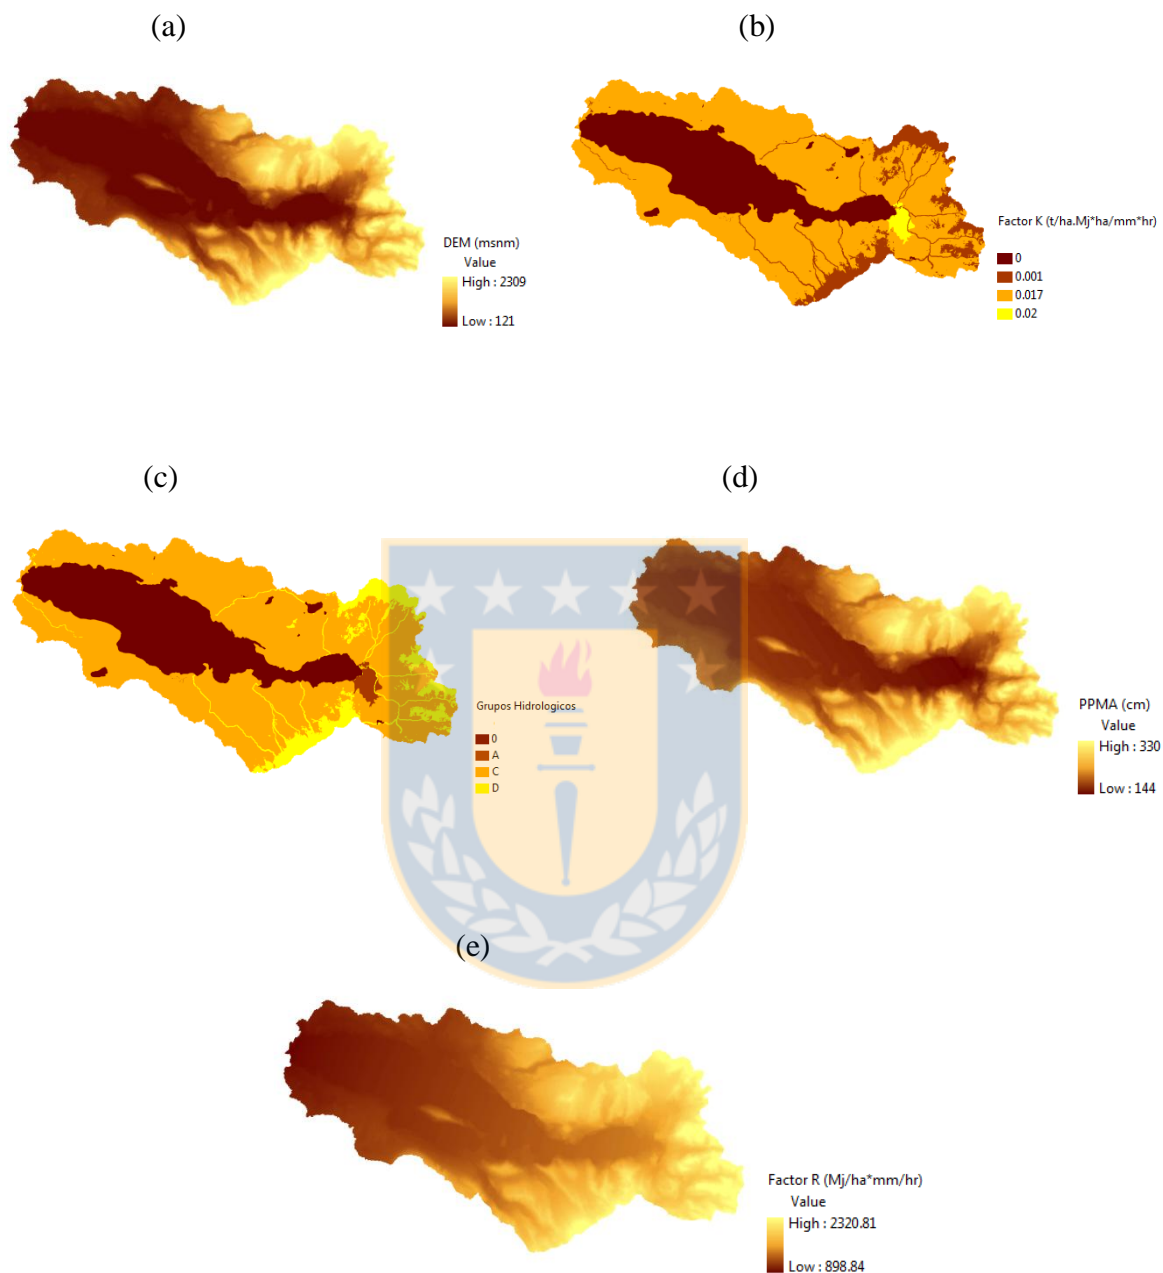 (a)
(b)
DEM (msnm)
Value
High : 2309
Low : 121
Factor K (t/ha.Mj*ha/mm*hr)
0
0.001
0.017
0.02
(c)
(d)
Grupos Hidrologicos
0
A
C
D
PPMA (cm)
Value
High : 330
Low : 144
(e)
Factor R (Mj/ha*mm/hr)
Value
High : 2320.81
Low : 898.84